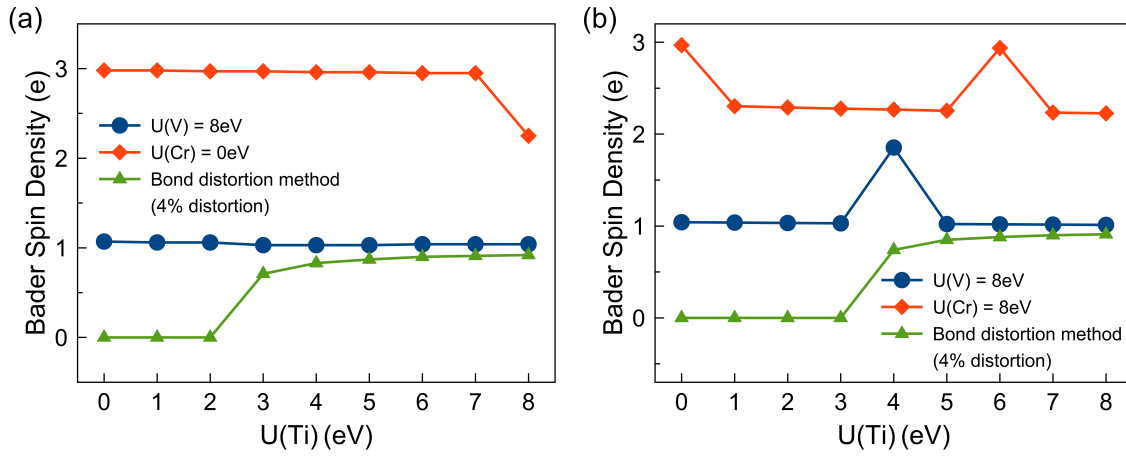 (a)
Bader Spin Density (e)
3
2
1
0
U(V) = 8eV
U(Cr) = 0eV
Bond distortion method
(4% distortion)
0 1 2 3 4 5 6 7 8
U(Ti) (eV)
(b)
Bader Spin Density (e)
3
2
1
0
U(V) = 8eV
U(Cr) = 8eV
Bond distortion method
(4% distortion)
0 1 2 3 4 5 6 7 8
U(Ti) (eV)